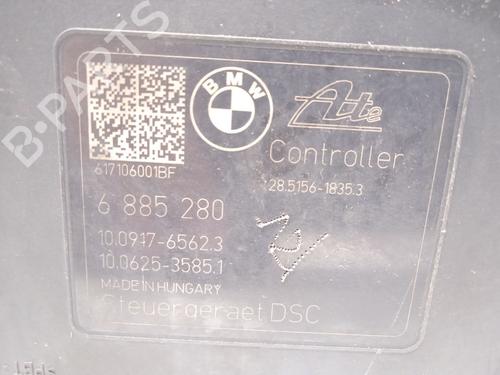 B-PARTS
BMW
Ate
617106001BF
Controller
28.5156-1835.3
6 885 280
10.0917-6562.3
10.0625-3585.1
MADE IN HUNGARY
Steuergeraet DSC